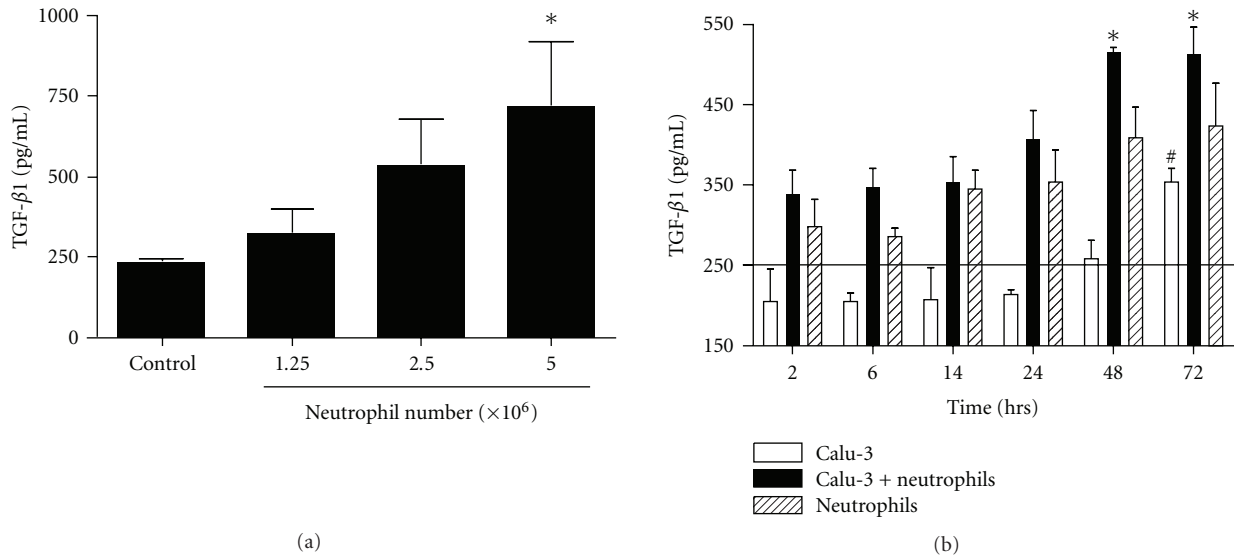 1000
750
500
250
0
TGF-β1 (pg/mL)
*
Control 1.25 2.5 5
Neutrophil number (×10⁶)
(a)
550
450
350
250
150
TGF-β1 (pg/mL)
* *
#
2 6 14 24 48 72
Time (hrs)
Calu-3
Calu-3 + neutrophils
Neutrophils
(b)